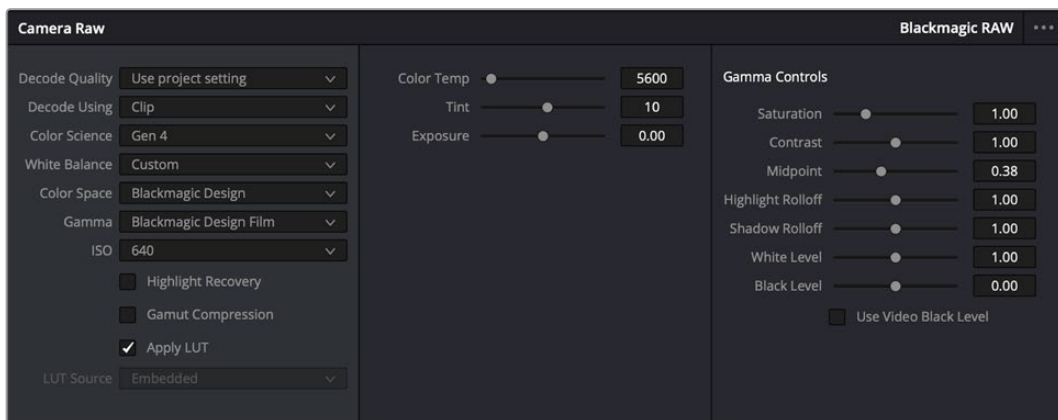 Camera Raw
Blackmagic RAW
Decode Quality Use project setting
Decode Using Clip
Color Science Gen 4
White Balance Custom
Color Space Blackmagic Design
Gamma Blackmagic Design Film
ISO 640
Highlight Recovery
Gamut Compression
Apply LUT
LUT Source Embedded
Color Temp 5600
Tint 10
Exposure 0.00
Gamma Controls
Saturation 1.00
Contrast 1.00
Midpoint 0.38
Highlight Rolloff 1.00
Shadow Rolloff 1.00
White Level 1.00
Black Level 0.00
Use Video Black Level